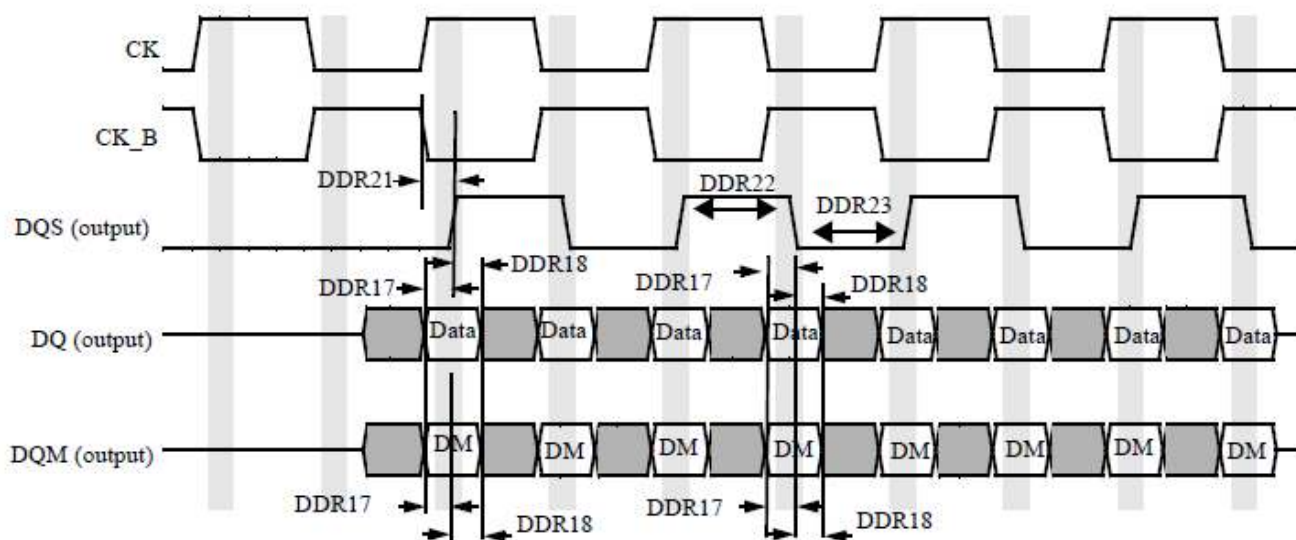 CK
CK_B
DDR21
DDR22
DDR23
DQS (output)
DDR18
DDR17
DDR17
DDR18
DQ (output)
Data Data Data Data Data Data Data Data
DQM (output)
DM DM DM DM DM DM DM DM
DDR17
DDR18
DDR17
DDR18